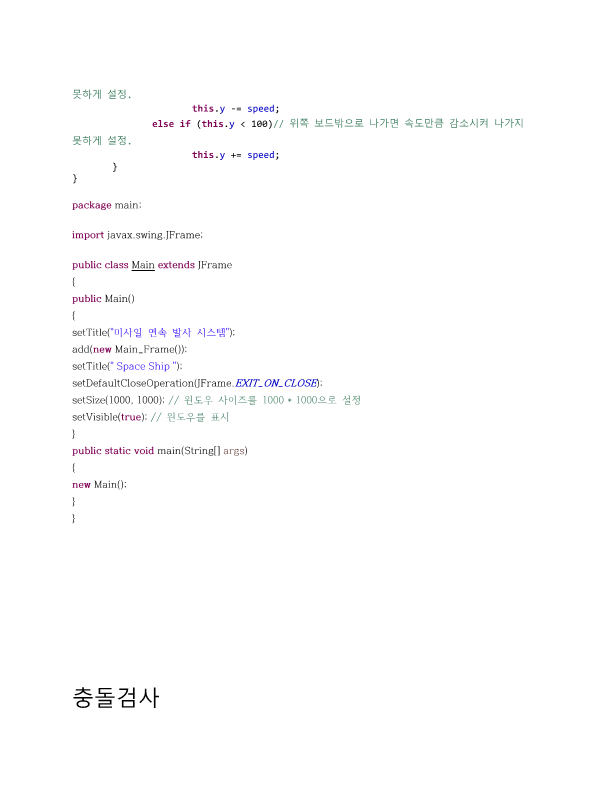 못하게 설정.
this.y -= speed;
else if (this.y < 100)// 위쪽 보드밖으로 나가면 속도만큼 감소시켜 나가지
못하게 설정.
this.y += speed;
}
}
package main;
import javax.swing.JFrame;
public class Main extends JFrame
{
public Main()
{
setTitle("미사일 연속 발사 시스템");
add(new Main_Frame());
setTitle(" Space Ship ");
setDefaultCloseOperation(JFrame.EXIT_ON_CLOSE);
setSize(1000, 1000); // 윈도우 사이즈를 1000 * 1000으로 설정
setVisible(true); // 윈도우를 표시
}
public static void main(String[] args)
{
new Main();
}
}
충돌검사